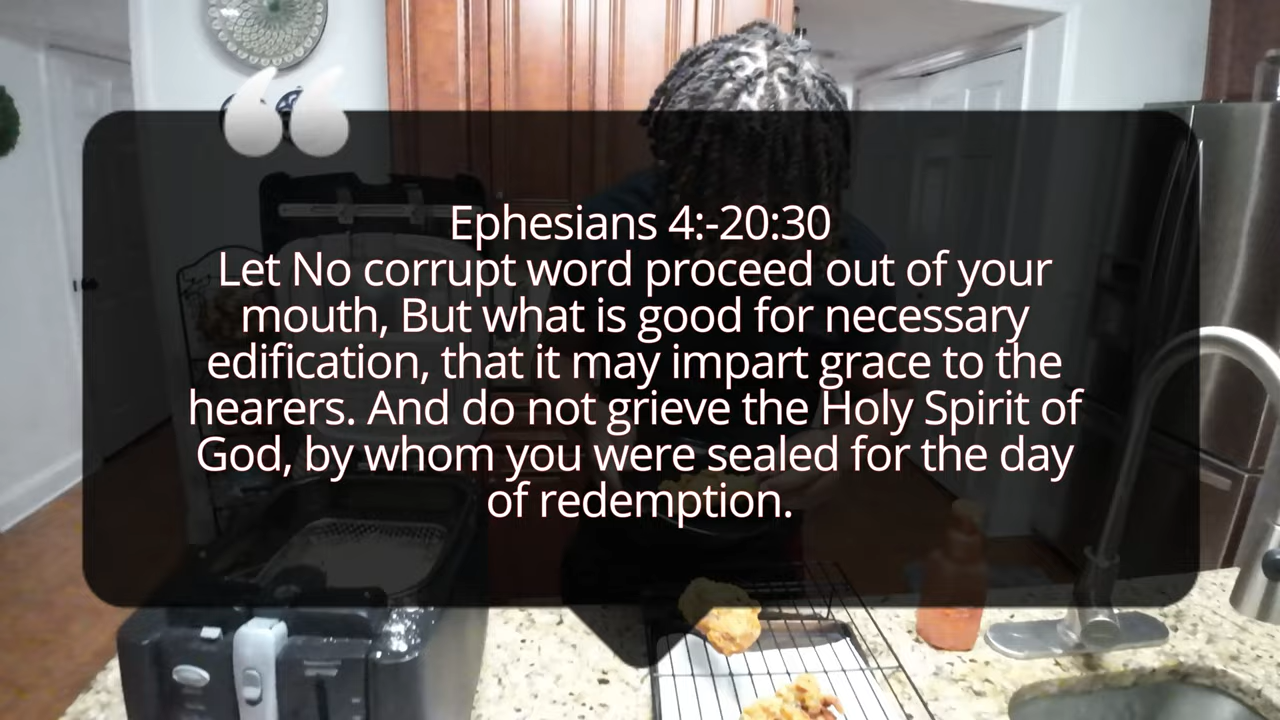 Ephesians 4:-20:30
Let No corrupt word proceed out of your
mouth, But what is good for necessary
edification, that it may impart grace to the
hearers. And do not grieve the Holy Spirit of
God, by whom you were sealed for the day
of redemption.